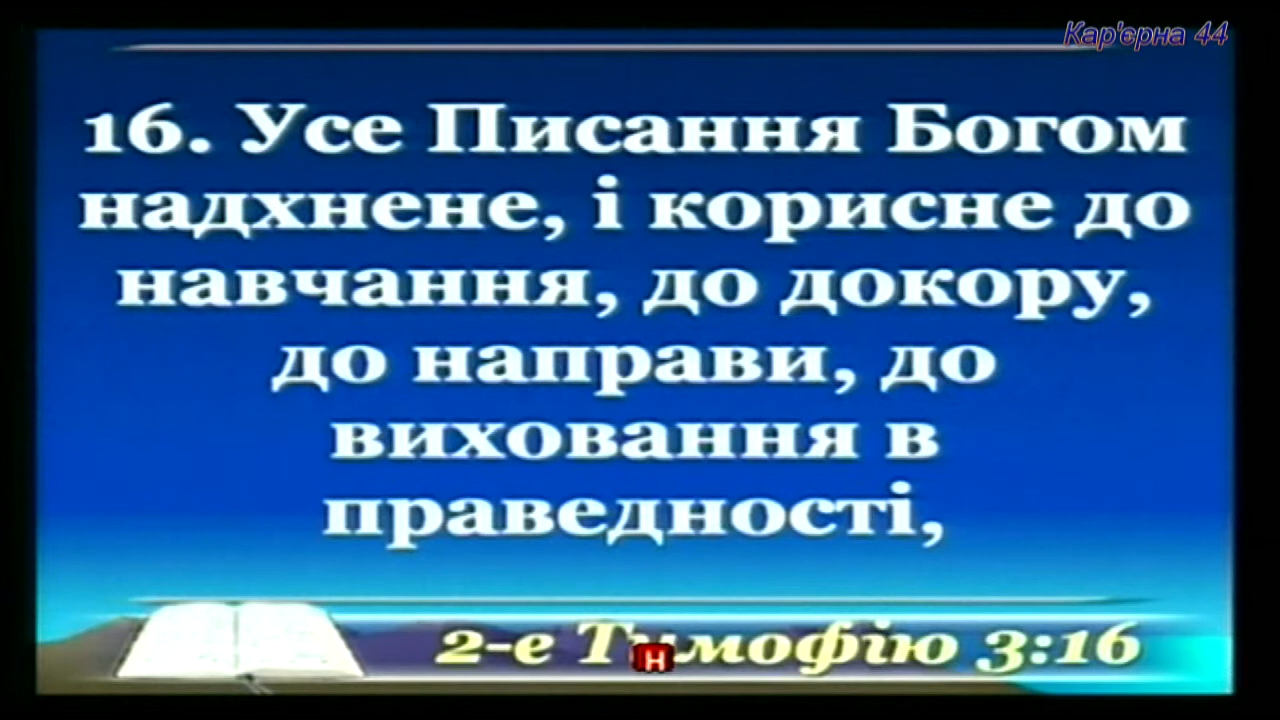 Кар'єрна 44
16. Усе Писання Богом
надхнене, і корисне до
навчання, до докору,
до направи, до
виховання в
праведності,
2-е Тимофію 3:16
н